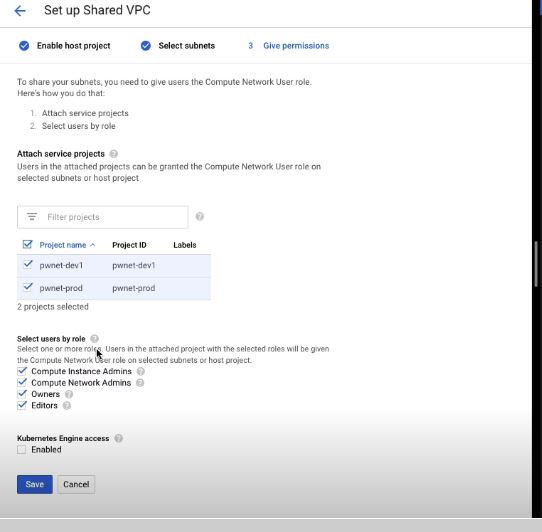 Set up Shared VPC
Enable host project
Select subnets
3 Give permissions
To share your subnets, you need to give users the Compute Network User role.
Here's how you do that:
1. Attach service projects
2. Select users by role
Attach service projects
Users in the attached projects can be granted the Compute Network User role on
selected subnets or host project
Filter projects
Project name Project ID Labels
pwnet-dev1 pwnet-dev1
pwnet-prod pwnet-prod
2 projects selected
Select users by role
Select one or more roles. Users in the attached project with the selected roles will be given
the Compute Network User role on selected subnets or host project.
Compute Instance Admins
Compute Network Admins
Owners
Editors
Kubernetes Engine access
Enabled
Save Cancel